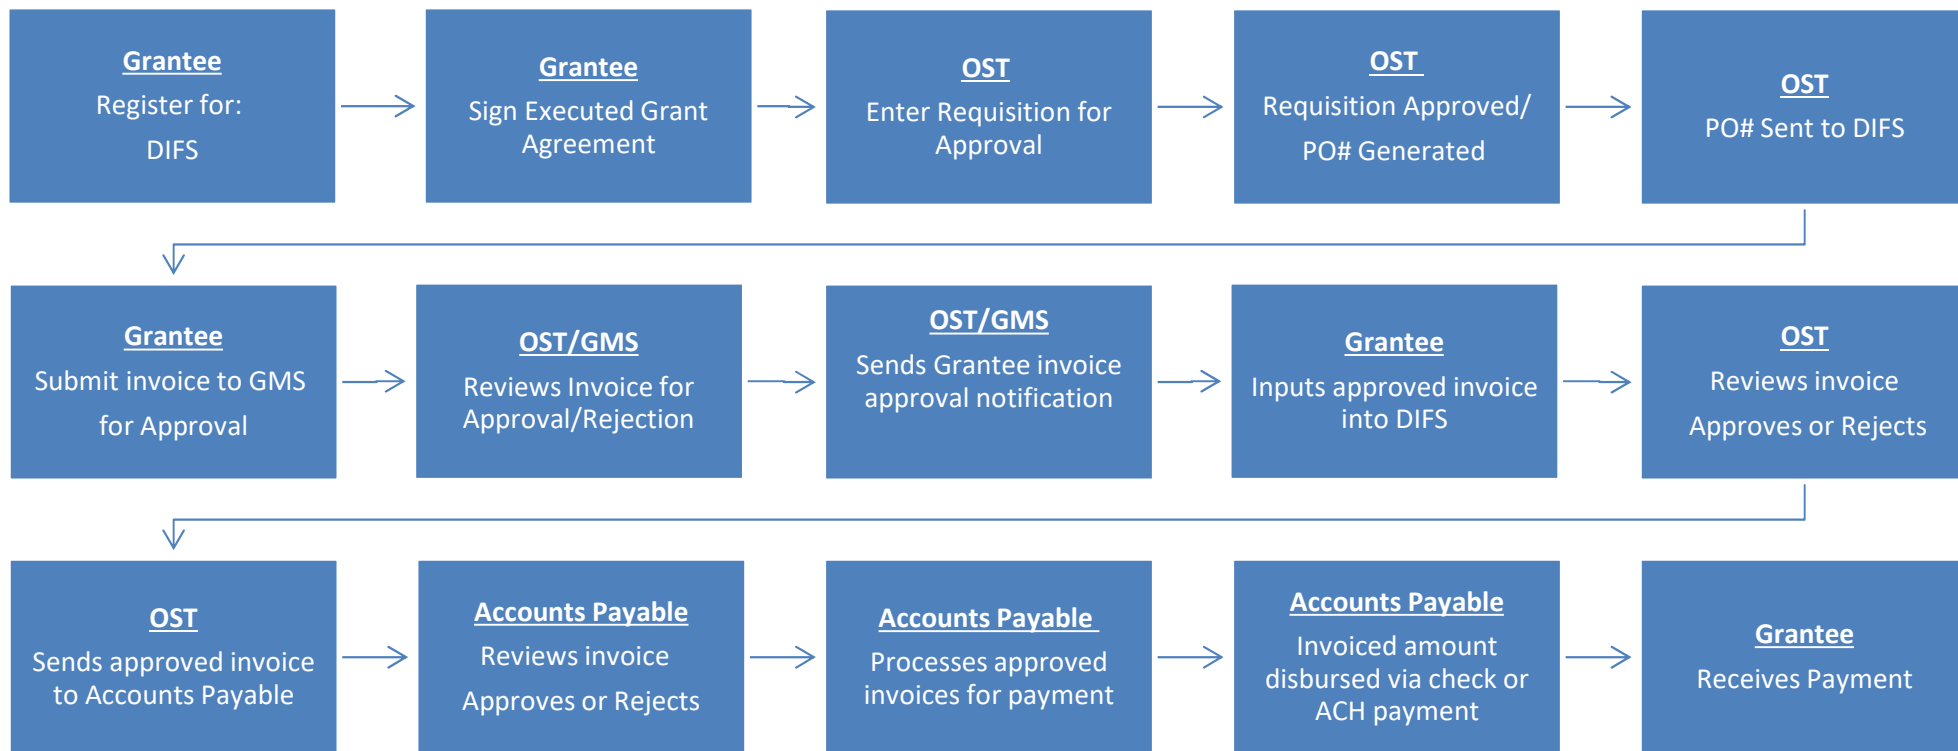 Grantee
Register for:
DIFS
Grantee
Sign Executed Grant
Agreement
OST
Enter Requisition for
Approval
OST
Requisition Approved/
PO# Generated
OST
PO# Sent to DIFS
Grantee
Submit invoice to GMS
for Approval
OST/GMS
Reviews Invoice for
Approval/Rejection
OST/GMS
Sends Grantee invoice
approval notification
Grantee
Inputs approved invoice
into DIFS
OST
Reviews invoice
Approves or Rejects
OST
Sends approved invoice
to Accounts Payable
Accounts Payable
Reviews invoice
Approves or Rejects
Accounts Payable
Processes approved
invoices for payment
Accounts Payable
Invoiced amount
disbursed via check or
ACH payment
Grantee
Receives Payment